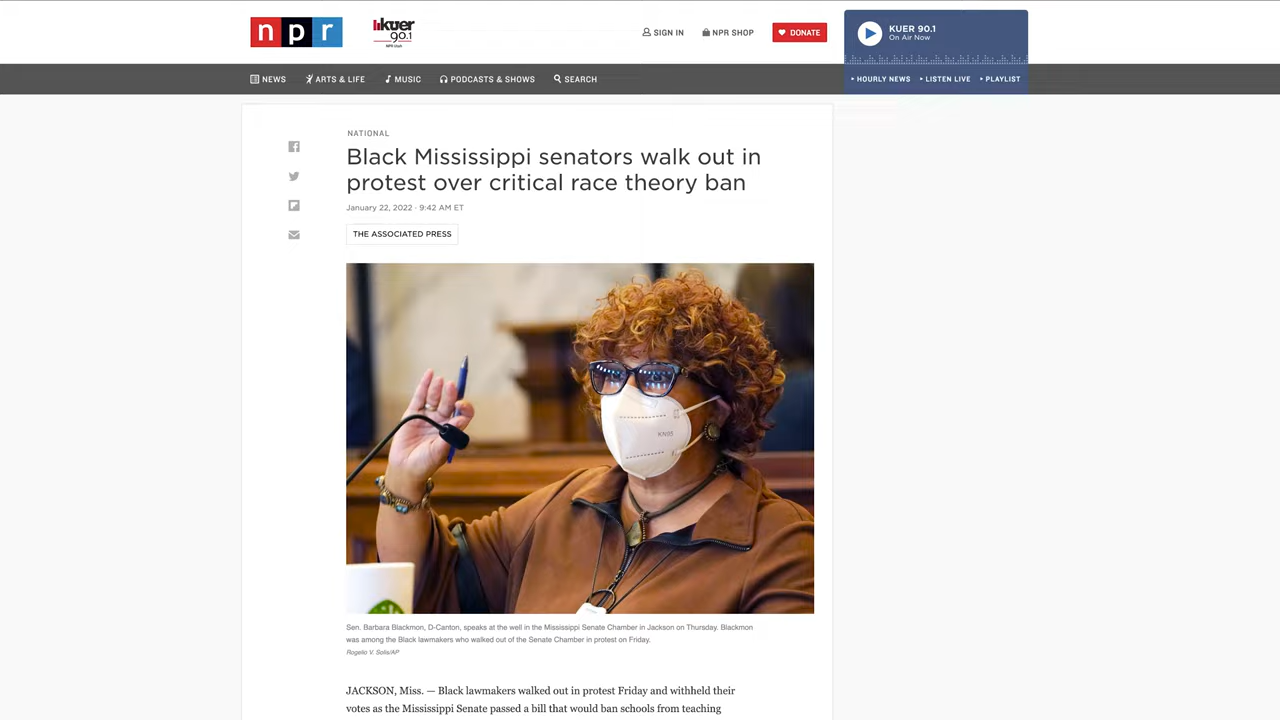 npr
kuer
90.1
NPR Utah
SIGN IN
NPR SHOP
DONATE
KUER 90.1
On Air Now
NEWS
ARTS & LIFE
MUSIC
PODCASTS & SHOWS
SEARCH
HOURLY NEWS
LISTEN LIVE
PLAYLIST
NATIONAL
Black Mississippi senators walk out in
protest over critical race theory ban
January 22, 2022 · 9:42 AM ET
THE ASSOCIATED PRESS
KN95
Sen. Barbara Blackmon, D-Canton, speaks at the well in the Mississippi Senate Chamber in Jackson on Thursday. Blackmon
was among the Black lawmakers who walked out of the Senate Chamber in protest on Friday.
Rogelio V. Solis/AP
JACKSON, Miss. — Black lawmakers walked out in protest Friday and withheld their
votes as the Mississippi Senate passed a bill that would ban schools from teaching